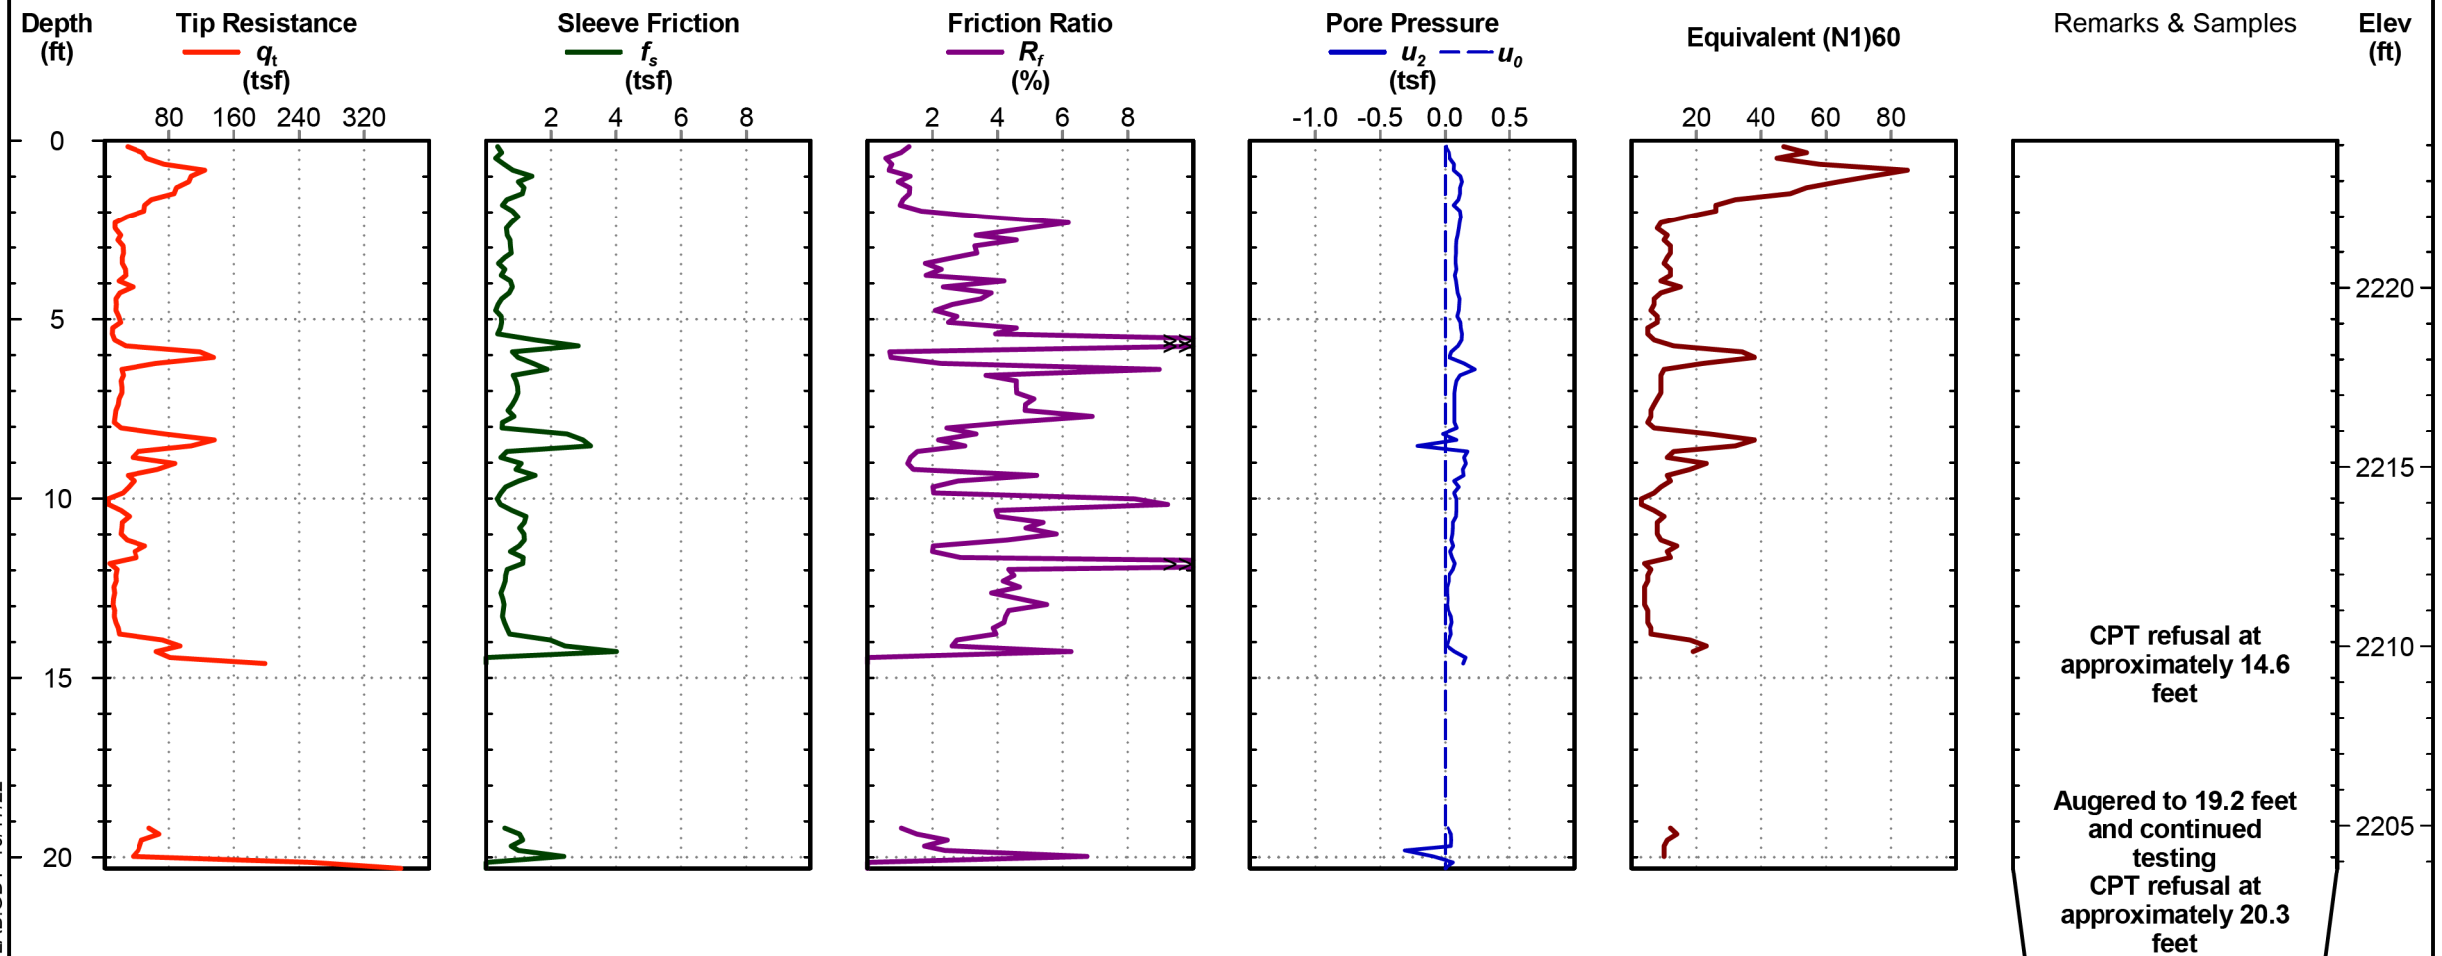 Depth
(ft)
Tip Resistance
qt
(tsf)
80 160 240 320
Sleeve Friction
fs
(tsf)
2 4 6 8
Friction Ratio
Rf
(%)
2 4 6 8
Pore Pressure
u2 u0
(tsf)
-1.0 -0.5 0.0 0.5
Equivalent (N1)60
20 40 60 80
Remarks & Samples
Elev
(ft)
0
5
10
15
20
>>
>>
>>
CPT refusal at
approximately 14.6
feet
Augered to 19.2 feet
and continued
testing
CPT refusal at
approximately 20.3
feet
2220
2215
2210
2205